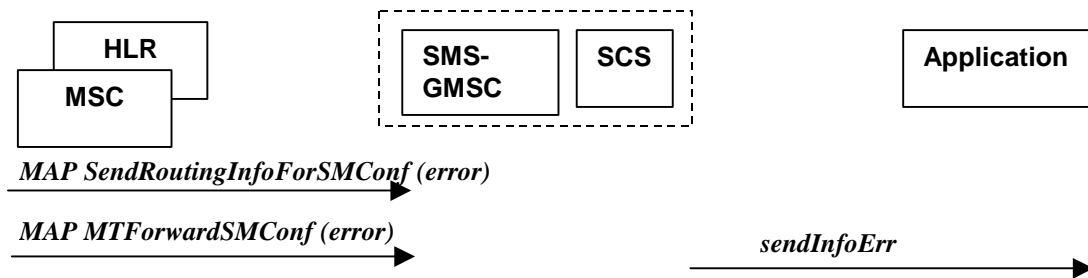 HLR
MSC
SMS-
GMSC
SCS
Application
MAP SendRoutingInfoForSMConf (error)
MAP MTForwardSMConf (error)
sendInfoErr